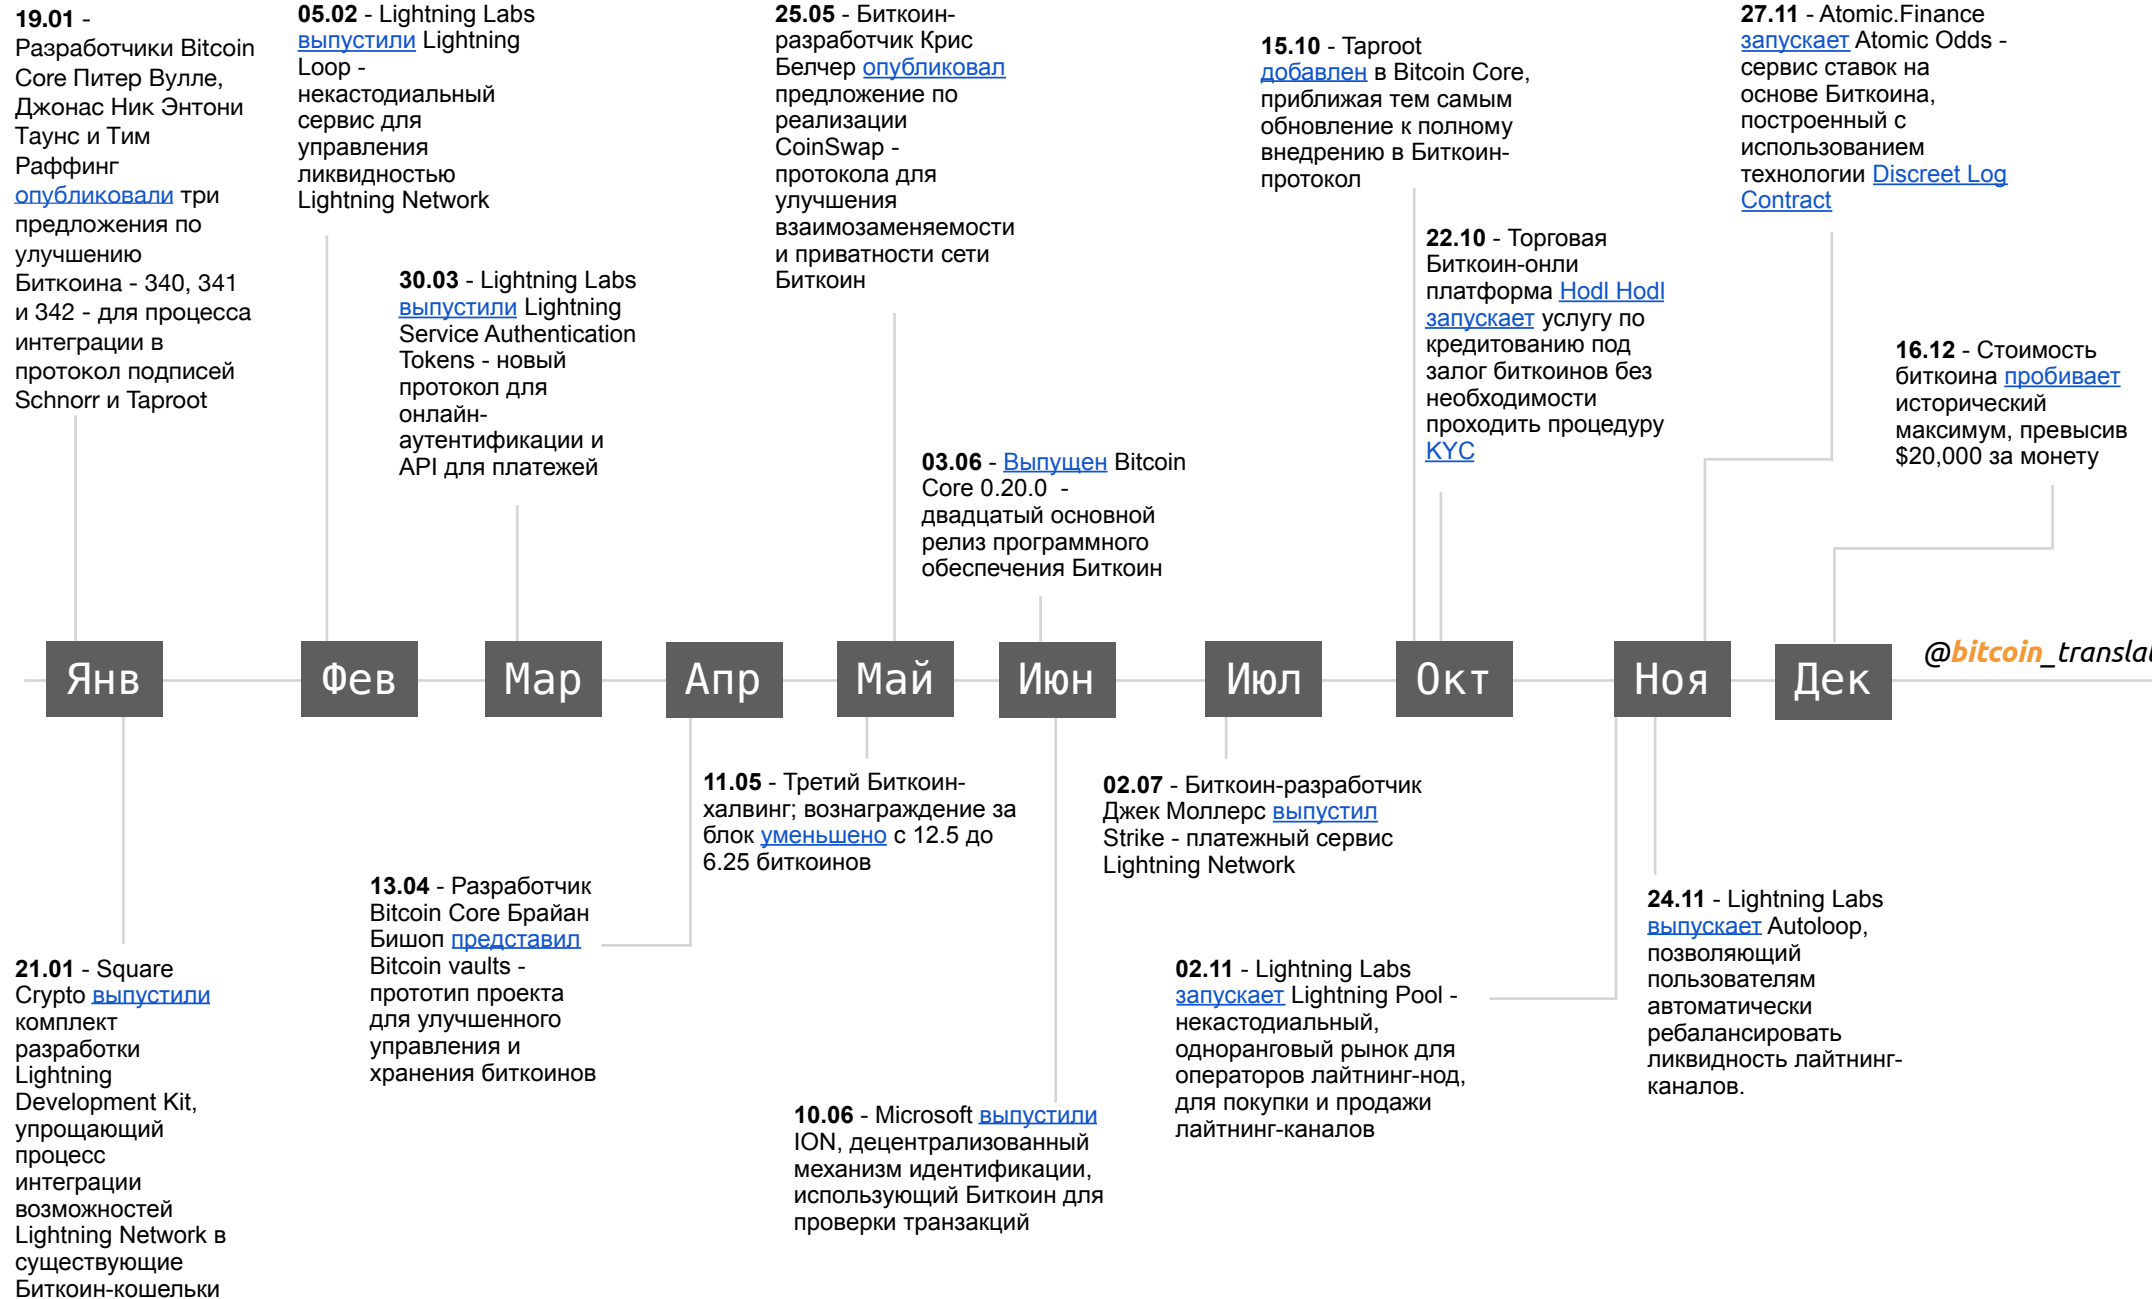 19.01 -
Разработчики Bitcoin
Core Питер Вулле,
Джонас Ник Энтони
Таунс и Тим
Раффинг
опубликовали три
предложения по
улучшению
Биткоина - 340, 341
и 342 - для процесса
интеграции в
протокол подписей
Schnorr и Taproot
05.02 - Lightning Labs
выпустили Lightning
Loop -
некастодиальный
сервис для
управления
ликвидностью
Lightning Network
30.03 - Lightning Labs
выпустили Lightning
Service Authentication
Tokens - новый
протокол для
онлайн-
аутентификации и
API для платежей
25.05 - Биткоин-
разработчик Крис
Белчер опубликовал
предложение по
реализации
CoinSwap -
протокола для
улучшения
взаимозаменяемости
и приватности сети
Биткоин
03.06 - Выпущен Bitcoin
Core 0.20.0 -
двадцатый основной
релиз программного
обеспечения Биткоин
15.10 - Taproot
добавлен в Bitcoin Core,
приближая тем самым
обновление к полному
внедрению в Биткоин-
протокол
22.10 - Торговая
Биткоин-онли
платформа Hodl Hodl
запускает услугу по
кредитованию под
залог биткоинов без
необходимости
проходить процедуру
KYC
27.11 - Atomic.Finance
запускает Atomic Odds -
сервис ставок на
основе Биткоина,
построенный с
использованием
технологии Discreet Log
Contract
16.12 - Стоимость
биткоина пробивает
исторический
максимум, превысив
$20,000 за монету
Янв Фев Мар Апр Май Июн Июл Окт Ноя Дек
@bitcoin_translat
21.01 - Square
Crypto выпустили
комплект
разработки
Lightning
Development Kit,
упрощающий
процесс
интеграции
возможностей
Lightning Network в
существующие
Биткоин-кошельки
13.04 - Разработчик
Bitcoin Core Брайан
Бишоп представил
Bitcoin vaults -
прототип проекта
для улучшенного
управления и
хранения биткоинов
11.05 - Третий Биткоин-
халвинг; вознаграждение за
блок уменьшено с 12.5 до
6.25 биткоинов
10.06 - Microsoft выпустили
ION, децентрализованный
механизм идентификации,
использующий Биткоин для
проверки транзакций
02.07 - Биткоин-разработчик
Джек Моллерс выпустил
Strike - платежный сервис
Lightning Network
02.11 - Lightning Labs
запускает Lightning Pool -
некастодиальный,
одноранговый рынок для
операторов лайтнинг-нод,
для покупки и продажи
лайтнинг-каналов
24.11 - Lightning Labs
выпускает Autoloop,
позволяющий
пользователям
автоматически
ребалансировать
ликвидность лайтнинг-
каналов.